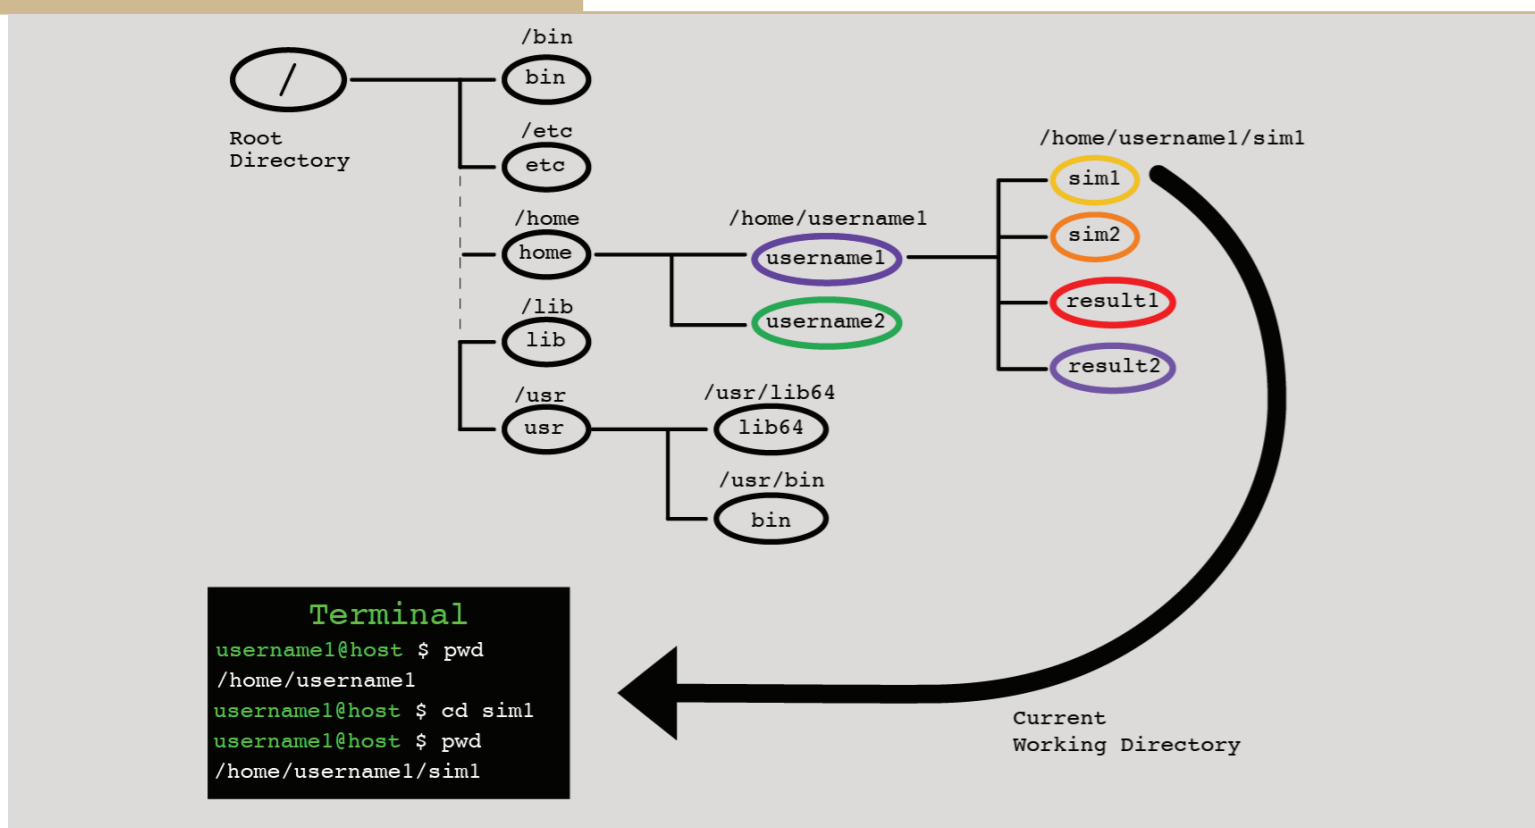 /bin
/
bin
Root
Directory
/etc
etc
/home
home
/lib
lib
/usr
usr
/home/username1
username1
username2
/usr/lib64
lib64
/usr/bin
bin
/home/username1/sim1
sim1
sim2
result1
result2
Terminal
username1@host $ pwd
/home/username1
username1@host $ cd sim1
username1@host $ pwd
/home/username1/sim1
Current
Working Directory